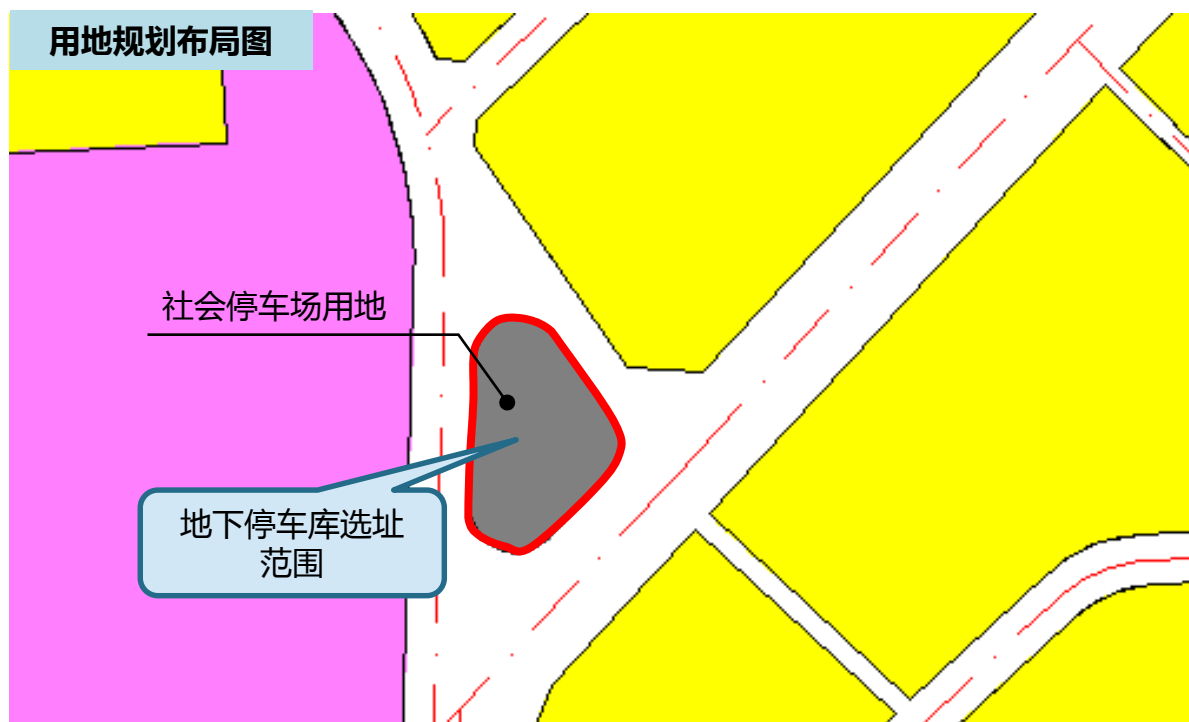 用地规划布局图
社会停车场用地
地下停车库选址
范围